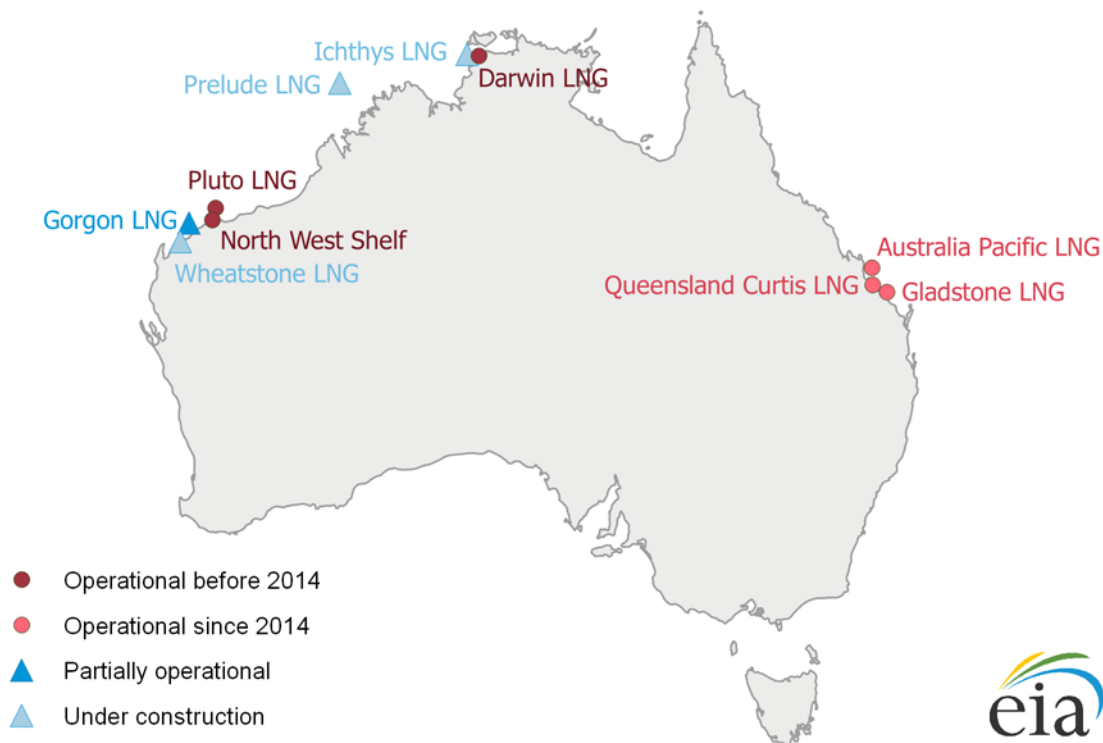 Ichthys LNG
Darwin LNG
Prelude LNG
Pluto LNG
Gorgon LNG
North West Shelf
Wheatstone LNG
Australia Pacific LNG
Queensland Curtis LNG
Gladstone LNG
Operational before 2014
Operational since 2014
Partially operational
Under construction
eia